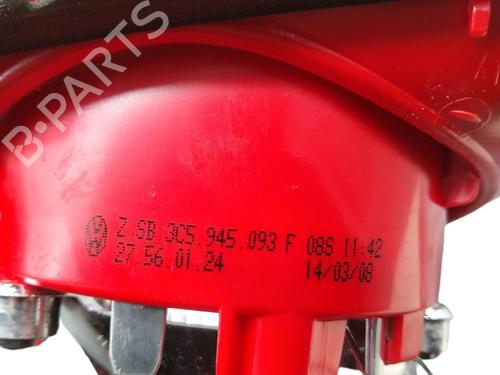 B-PARTS
Z SB 3C5.945.093 F 08S 11:42
27.56.01.24 14/03/08